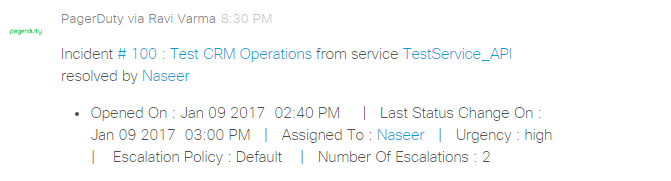 PagerDuty via Ravi Varma 8:30 PM
pagerduty
Incident # 100 : Test CRM Operations from service TestService_API
resolved by Naseer
• Opened On : Jan 09 2017 02:40 PM | Last Status Change On :
Jan 09 2017 03:00 PM | Assigned To : Naseer | Urgency : high
| Escalation Policy : Default | Number Of Escalations : 2